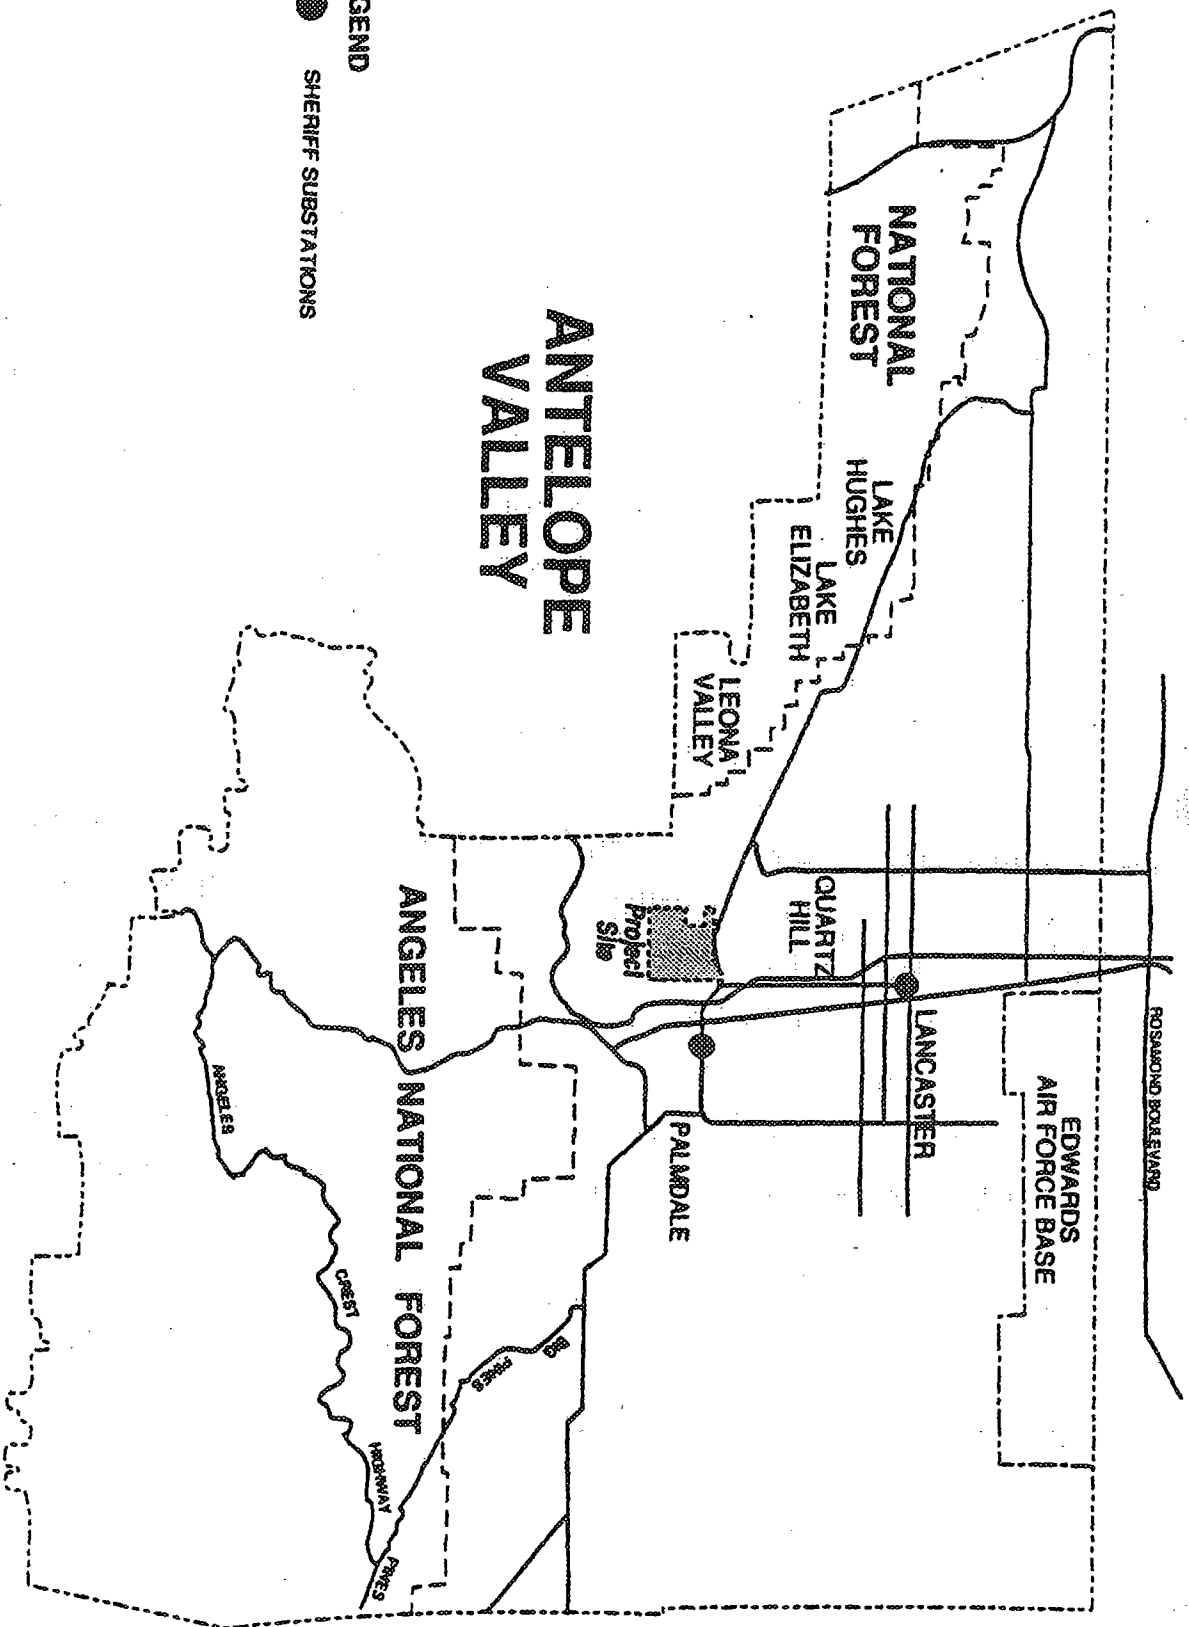 ROSAMOND BOULEVARD
EDWARDS
AIR FORCE BASE
NATIONAL
FOREST
LAKE
HUGHES
LAKE
ELIZABETH
LEONA
VALLEY
QUARTZ
HILL
LANCASTER
Project
Site
PALMDALE
ANTELOPE
VALLEY
ANGELES NATIONAL FOREST
BIG
PINES
ANGELES
CREST
HIGHWAY
PINES
GEND
SHERIFF SUBSTATIONS